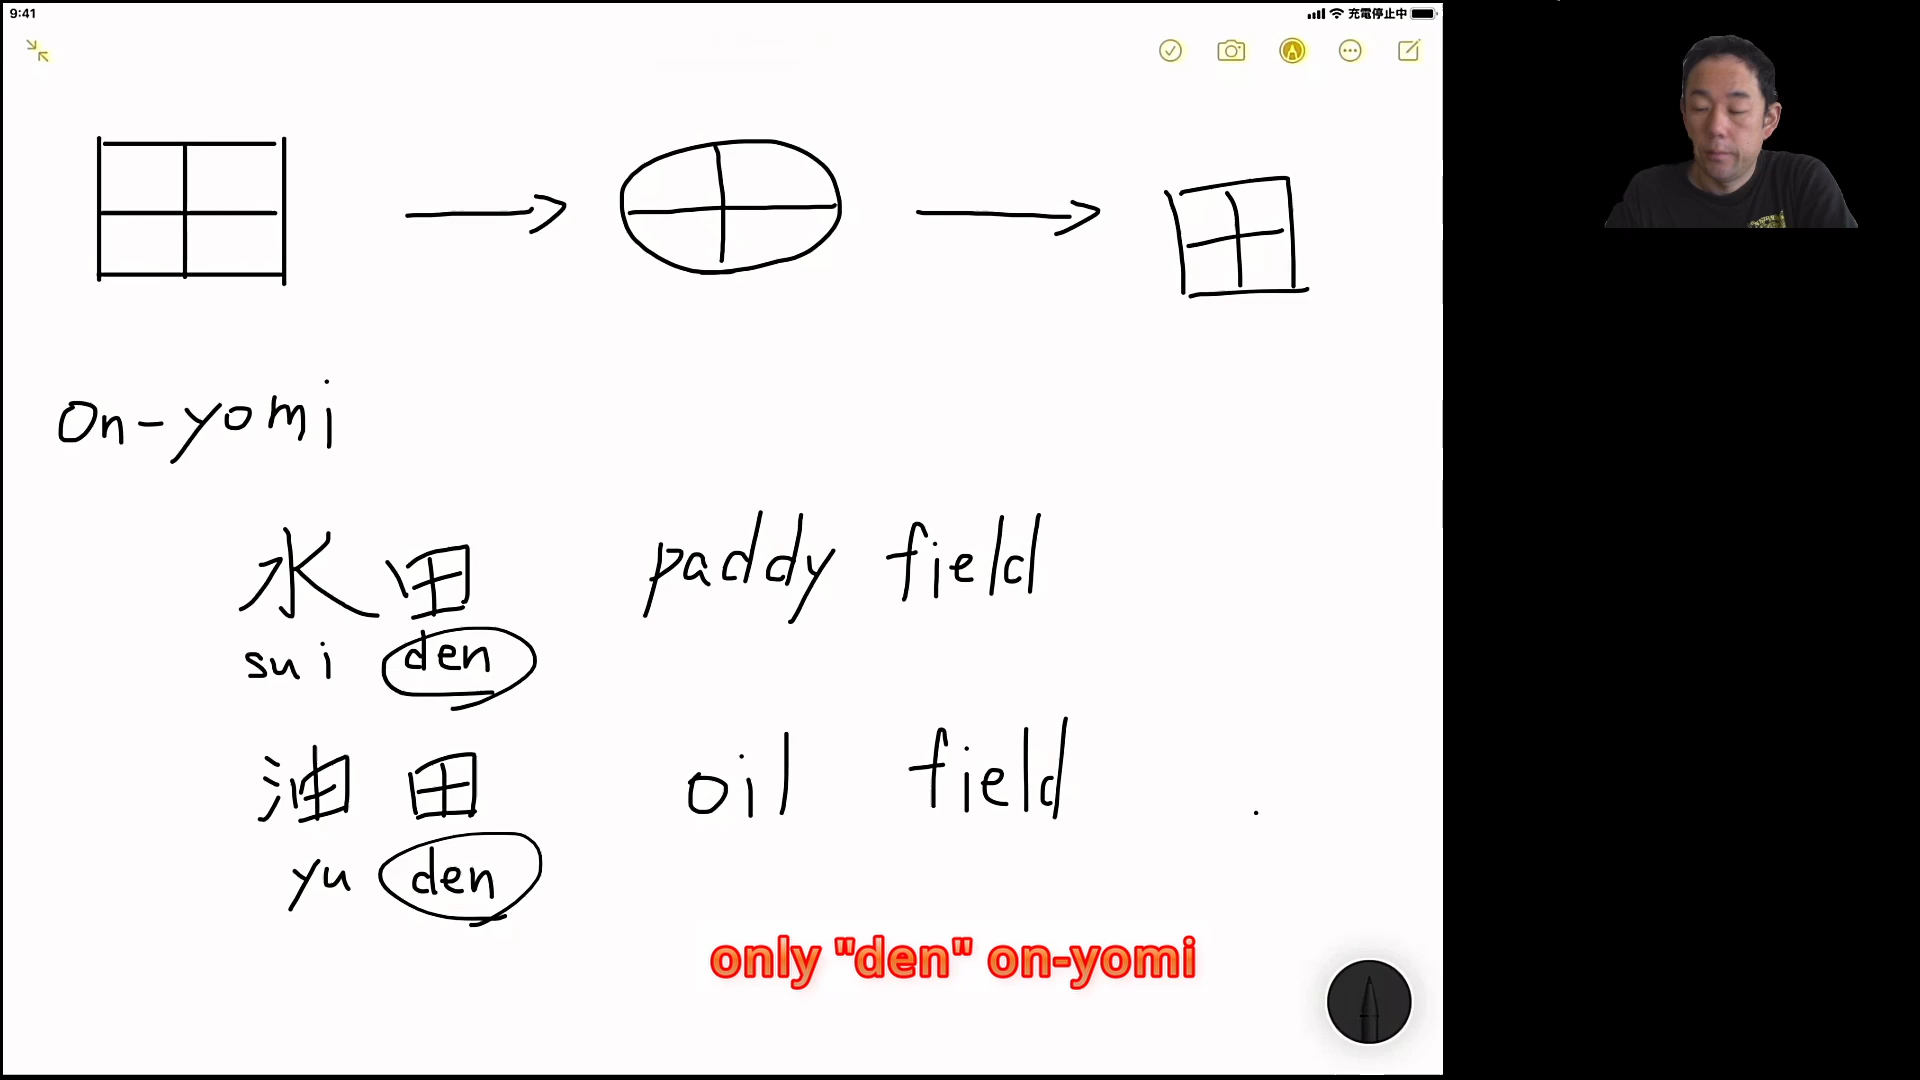 9:41 充電停止中
田
On-yomi
水田 paddy field
sui den
油田 oil field
yu den
only "den" on-yomi